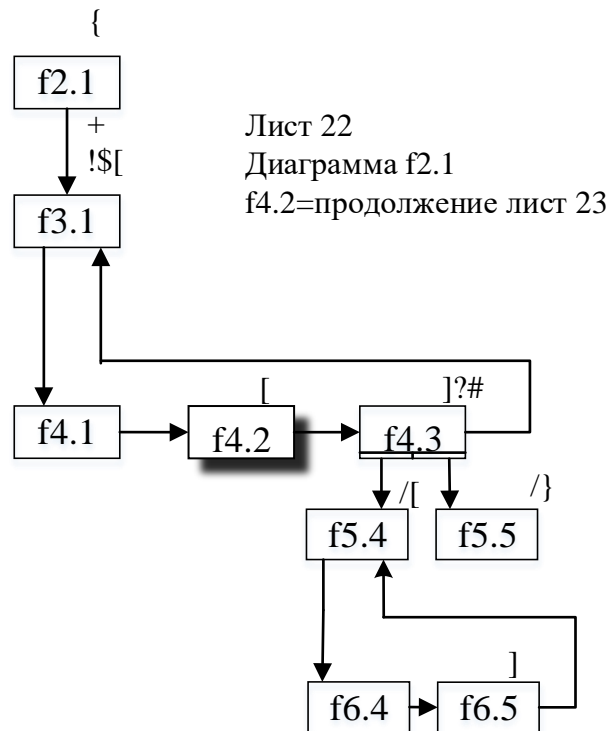 {
f2.1
+
!$[
Лист 22
Диаграмма f2.1
f4.2=продолжение лист 23
f3.1
[
]?#
f4.1
f4.2
f4.3
/[
/}
f5.4
f5.5
]
f6.4
f6.5